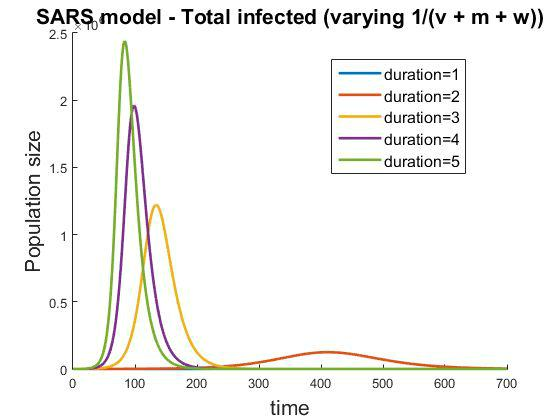 SARS model - Total infected (varying 1/(v + m + w))
2.5
2
1.5
1
0.5
0
Population size
duration=1
duration=2
duration=3
duration=4
duration=5
0 100 200 300 400 500 600 700
time